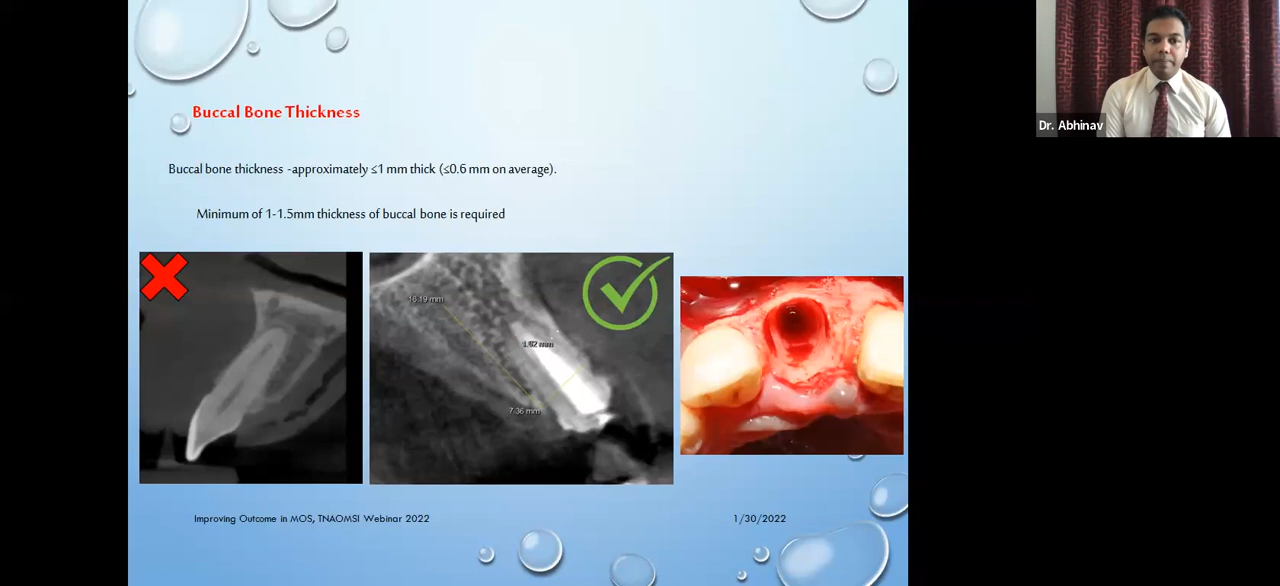 Buccal Bone Thickness
Buccal bone thickness -approximately ≤1 mm thick (≤0.6 mm on average).
Minimum of 1-1.5mm thickness of buccal bone is required
16.19 mm
7.36 mm
Improving Outcome in MOS, TNAOMSI Webinar 2022
1/30/2022
Dr. Abhinav